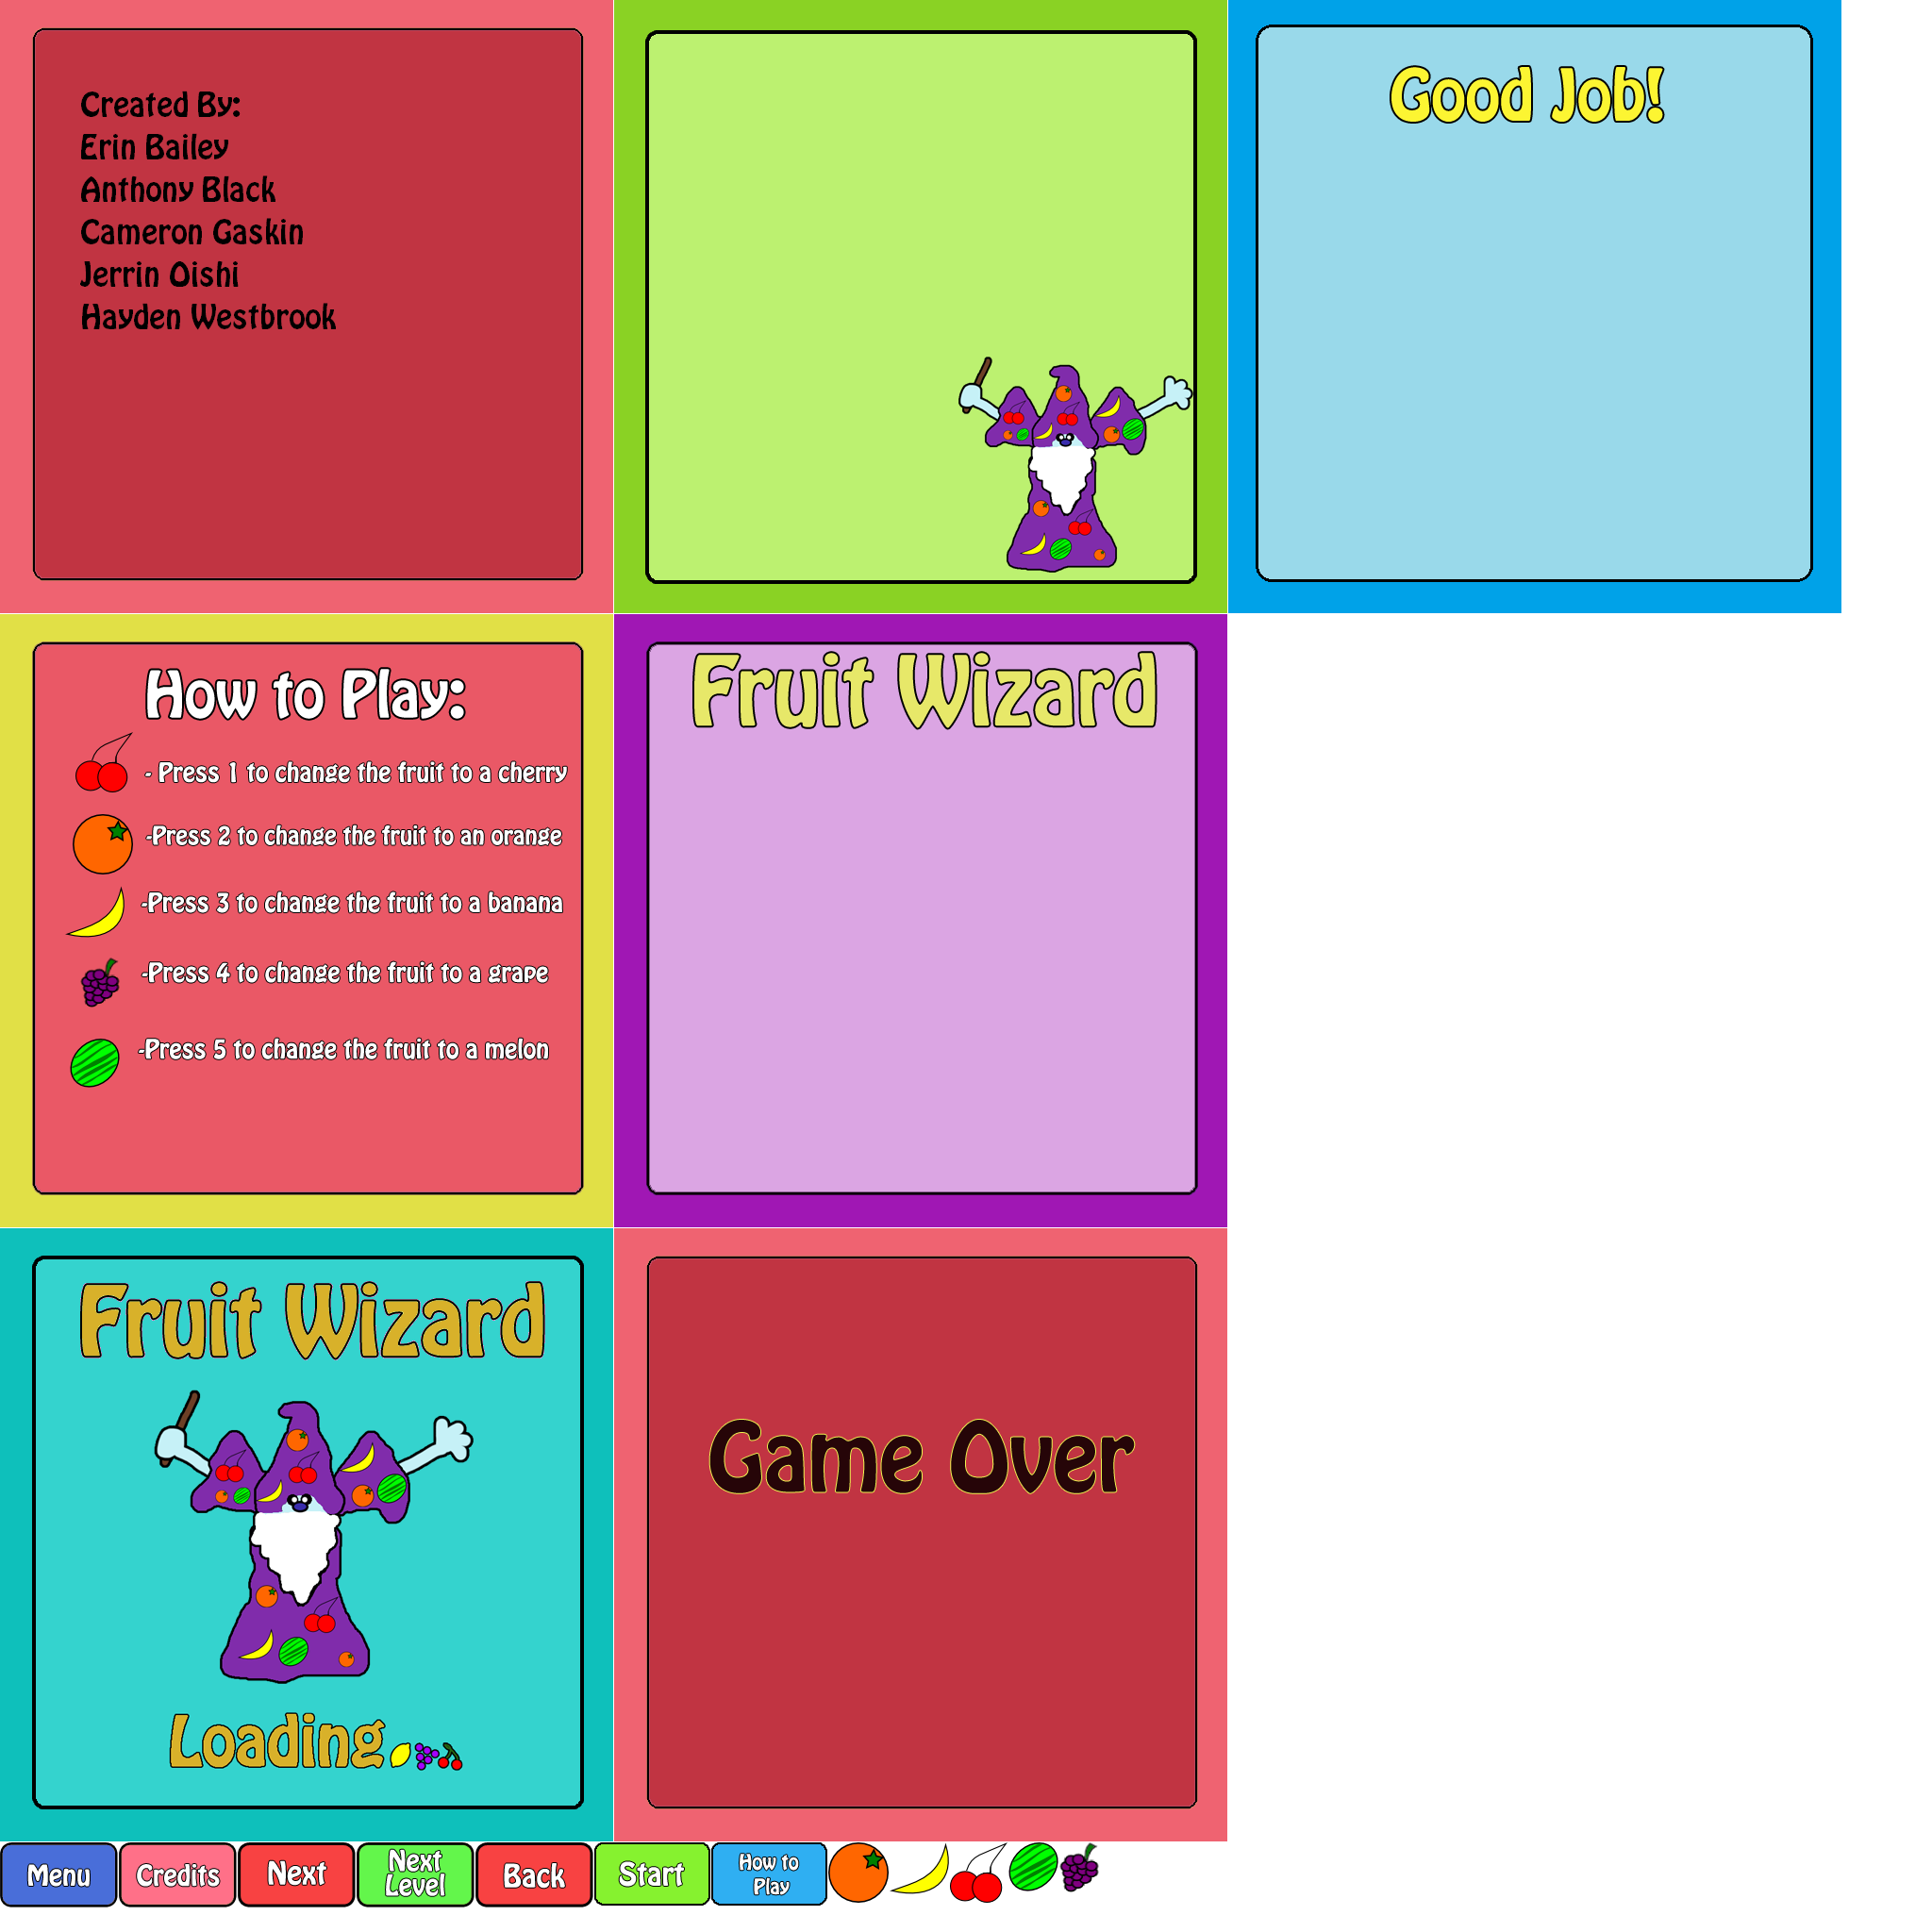 Created By:
Erin Bailey
Anthony Black
Cameron Gaskin
Jerrin Oishi
Hayden Westbrook
Good Job!
How to Play:
- Press 1 to change the fruit to a cherry
-Press 2 to change the fruit to an orange
-Press 3 to change the fruit to a banana
-Press 4 to change the fruit to a grape
-Press 5 to change the fruit to a melon
Fruit Wizard
Fruit Wizard
Loading
Game Over
Menu
Credits
Next
Next
Level
Back
Start
How to
Play